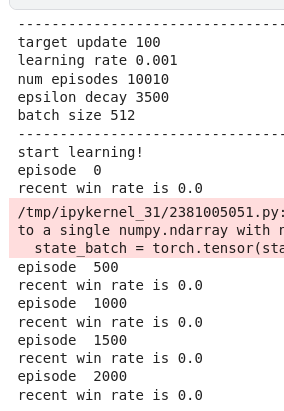 ------------------------------------
target update 100
learning rate 0.001
num episodes 10010
epsilon decay 3500
batch size 512
------------------------------------
start learning!
episode  0
recent win rate is 0.0
/tmp/ipykernel_31/2381005051.py:
to a single numpy.ndarray with
  state_batch = torch.tensor(sta
episode  500
recent win rate is 0.0
episode  1000
recent win rate is 0.0
episode  1500
recent win rate is 0.0
episode  2000
recent win rate is 0.0